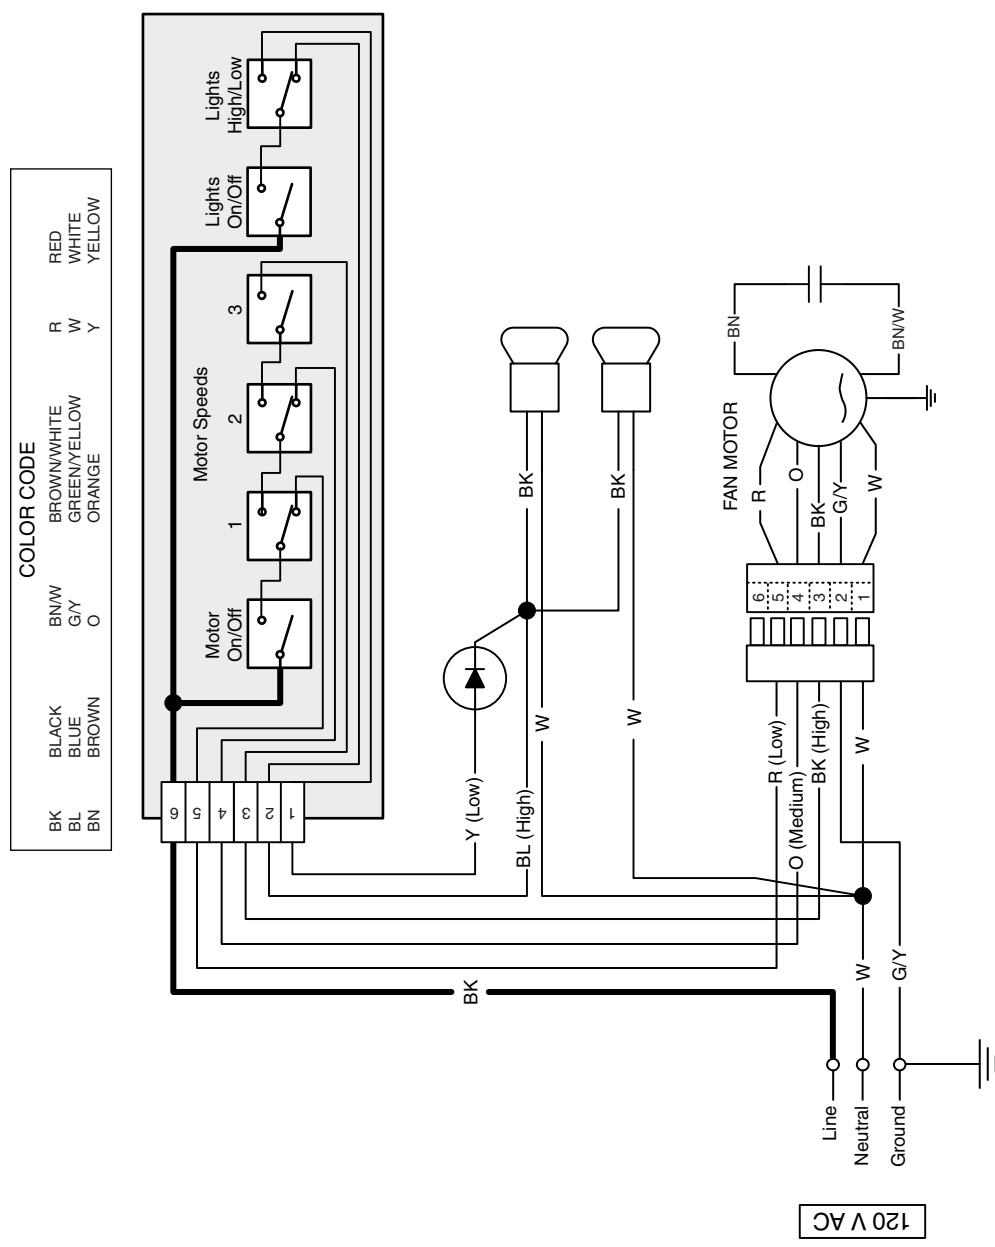 COLOR CODE
BK BLACK BN/W BROWN/WHITE R RED
BL BLUE G/Y GREEN/YELLOW W WHITE
BN BROWN O ORANGE Y YELLOW
Motor
On/Off
Motor Speeds
1
2
3
Lights
On/Off
Lights
High/Low
6
5
4
3
2
1
Y (Low)
BL (High)
BK
W
BK
W
BK
R (Low)
O (Medium)
BK (High)
W
6
5
4
3
2
1
FAN MOTOR
R
O
BK
G/Y
W
BN
BN/W
W
G/Y
Line
Neutral
Ground
120 V AC